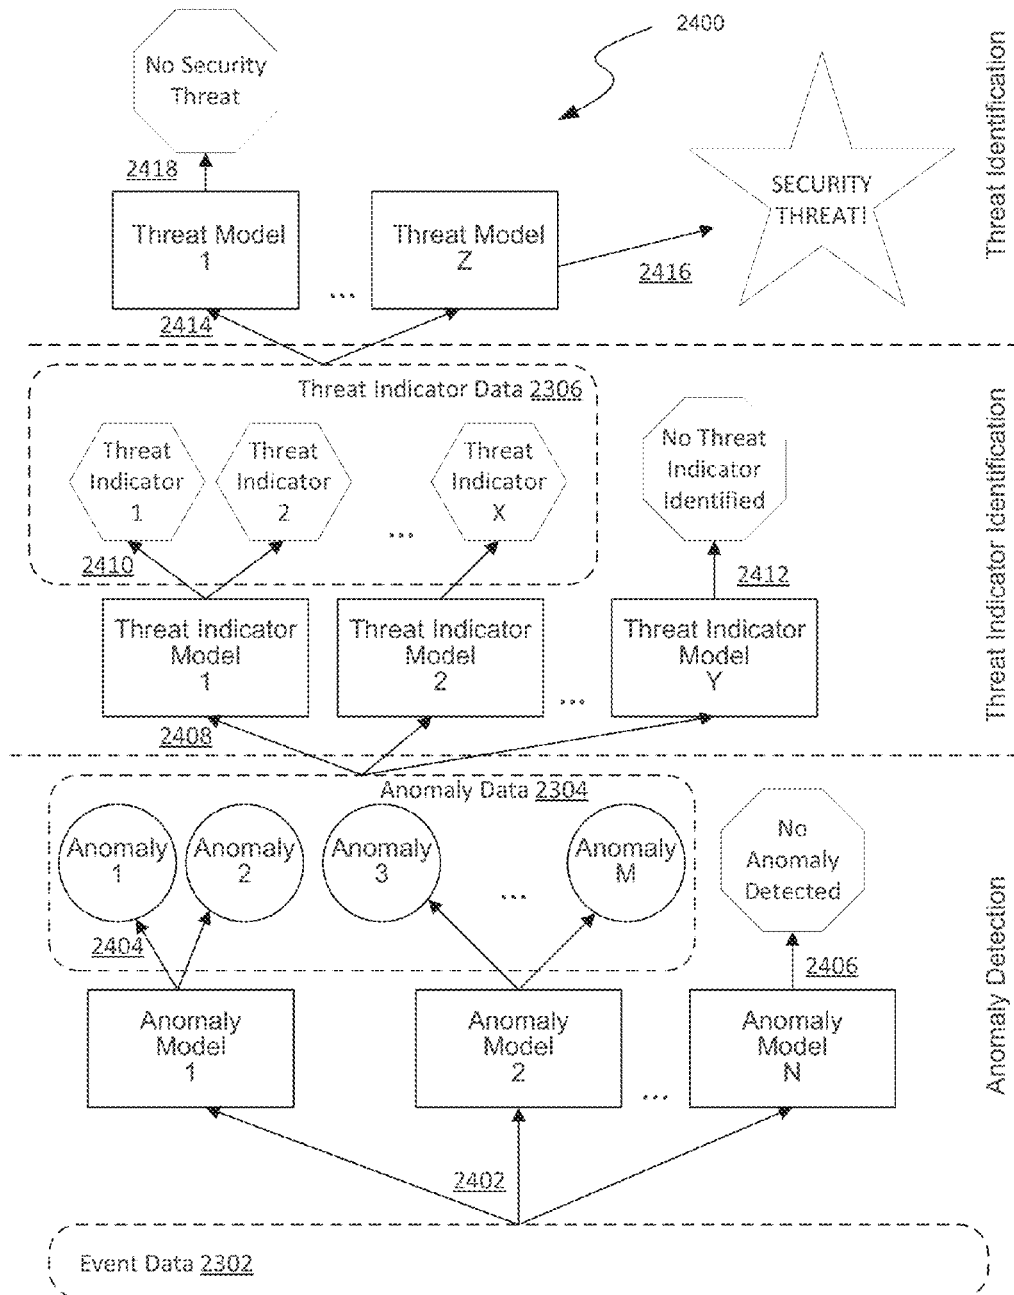 2400
No Security
Threat
SECURITY
THREAT!
Threat Identification
2418
Threat Model
1
Threat Model
Z
...
2416
2414
Threat Indicator Data 2306
Threat
Indicator
1
Threat
Indicator
2
...
Threat
Indicator
X
No Threat
Indicator
Identified
Threat Indicator Identification
2410
2412
Threat Indicator
Model
1
Threat Indicator
Model
2
...
Threat Indicator
Model
Y
2408
Anomaly Data 2304
Anomaly
1
Anomaly
2
Anomaly
3
...
Anomaly
M
No
Anomaly
Detected
Anomaly Detection
2404
2406
Anomaly
Model
1
Anomaly
Model
2
...
Anomaly
Model
N
2402
Event Data 2302